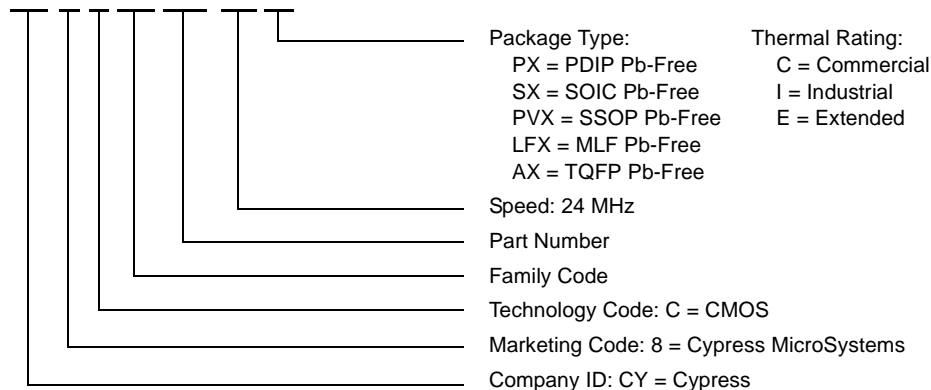 Package Type: Thermal Rating:
PX = PDIP Pb-Free C = Commercial
SX = SOIC Pb-Free I = Industrial
PVX = SSOP Pb-Free E = Extended
LFX = MLF Pb-Free
AX = TQFP Pb-Free
Speed: 24 MHz
Part Number
Family Code
Technology Code: C = CMOS
Marketing Code: 8 = Cypress MicroSystems
Company ID: CY = Cypress